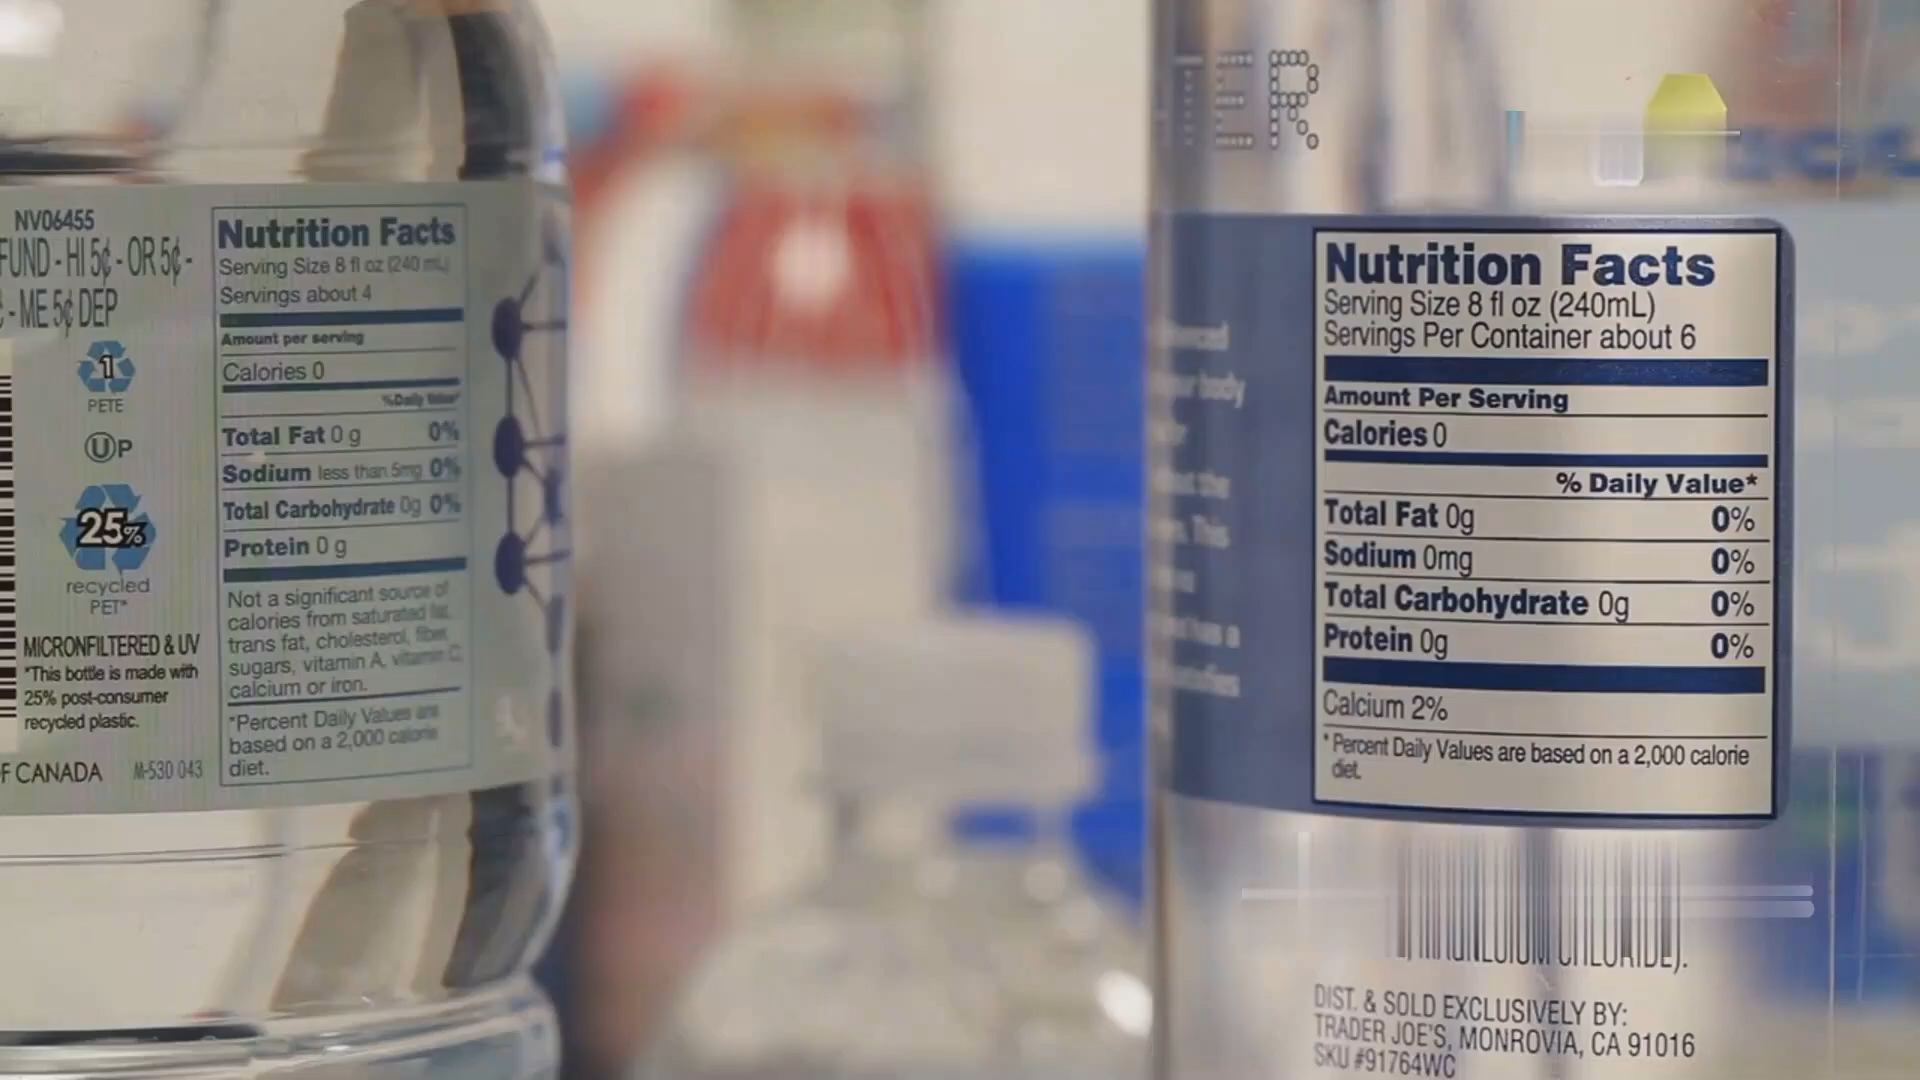 NV06455
FUND - HI 5¢ - OR 5¢ -
- ME 5¢ DEP
1
PETE
UP
25%
recycled
PET*
MICRONFILTERED & UV
*This bottle is made with
25% post-consumer
recycled plastic.
F CANADA M-530 043
Nutrition Facts
Serving Size 8 fl oz (240 mL)
Servings about 4
Amount per serving
Calories 0
%Daily Value*
Total Fat 0 g 0%
Sodium less than 5mg 0%
Total Carbohydrate 0g 0%
Protein 0 g
Not a significant source of
calories from saturated fat,
trans fat, cholesterol, fiber,
sugars, vitamin A, vitamin C,
calcium or iron.
*Percent Daily Values are
based on a 2,000 calorie
diet.
TER
body
the
This
Nutrition Facts
Serving Size 8 fl oz (240mL)
Servings Per Container about 6
Amount Per Serving
Calories 0
% Daily Value*
Total Fat 0g 0%
Sodium 0mg 0%
Total Carbohydrate 0g 0%
Protein 0g 0%
Calcium 2%
* Percent Daily Values are based on a 2,000 calorie
diet.
CHLORIDE).
DIST. & SOLD EXCLUSIVELY BY:
TRADER JOE'S, MONROVIA, CA 91016
SKU #91764WC